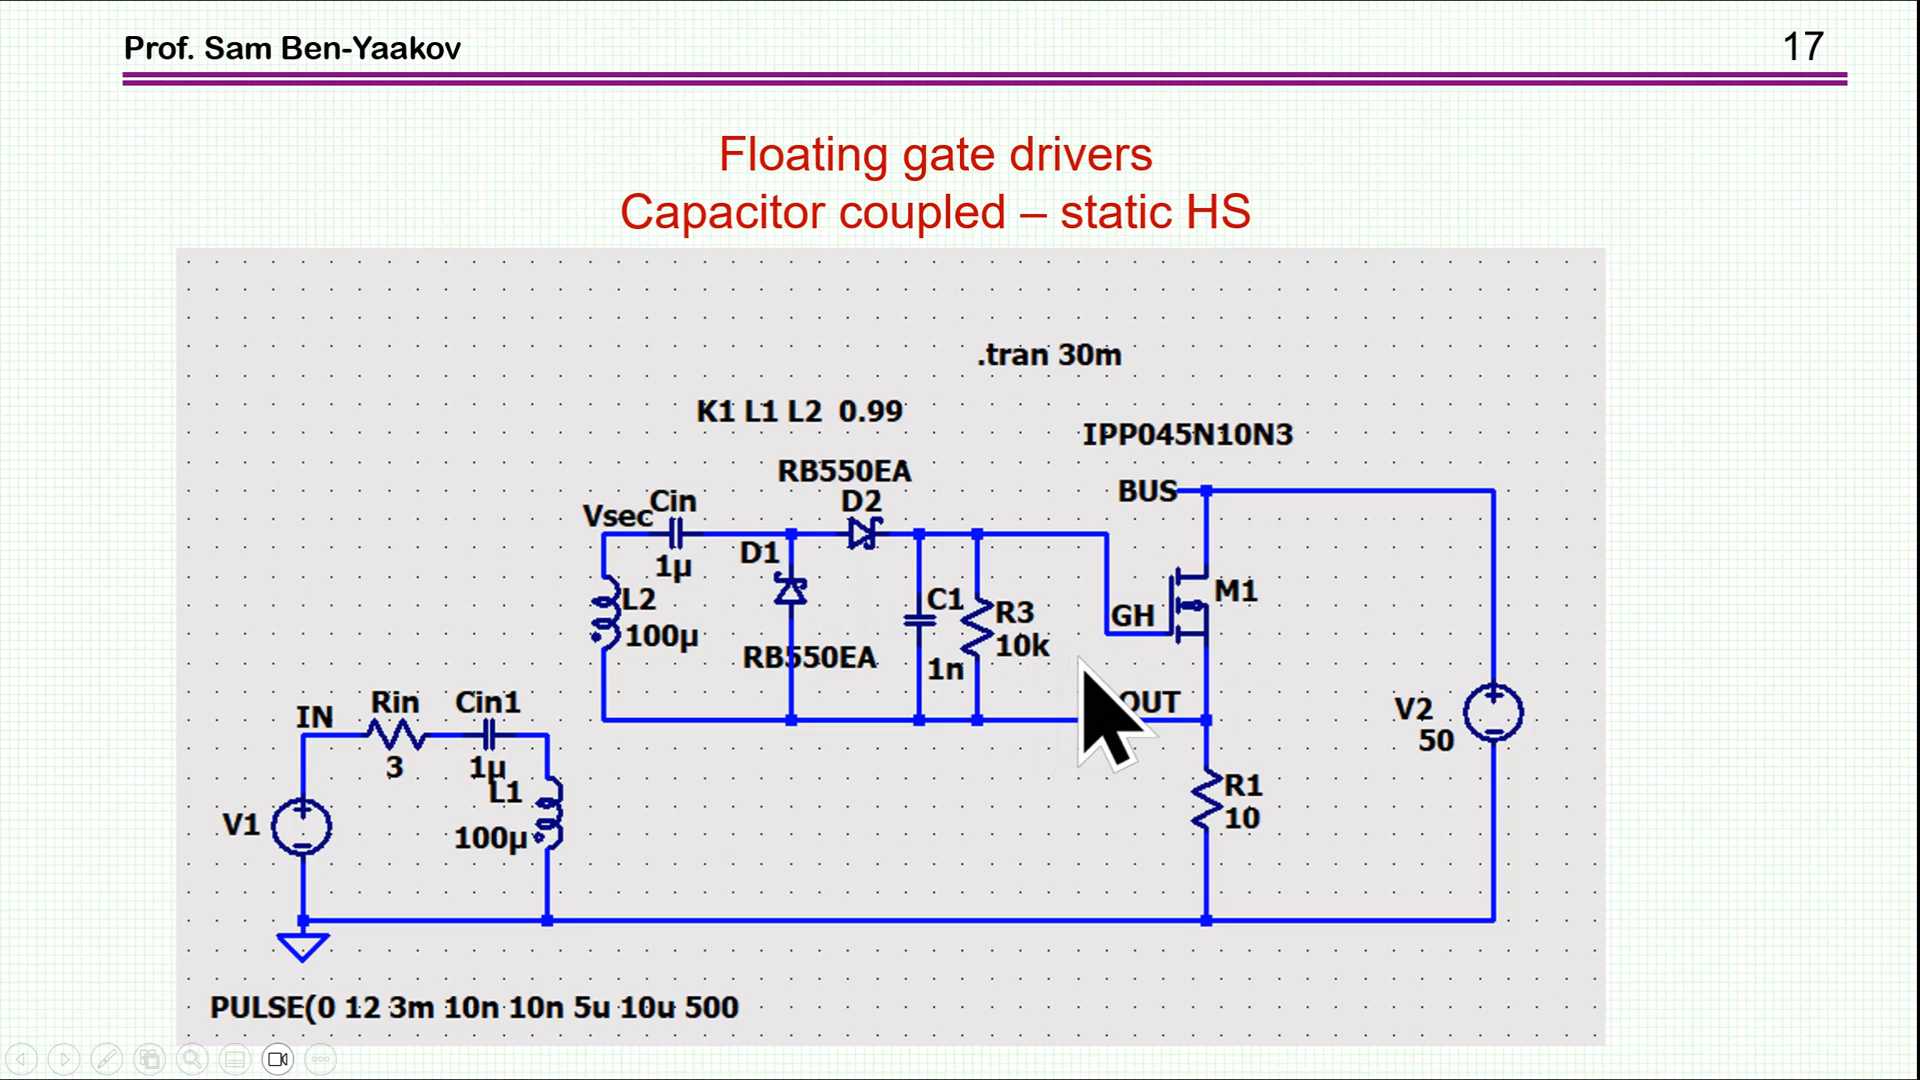 Prof. Sam Ben-Yaakov
17
Floating gate drivers
Capacitor coupled – static HS
.tran 30m
K1 L1 L2 0.99
IPP045N10N3
RB550EA
BUS
Vsec
Cin
D2
D1
1µ
L2
100µ
C1
R3
10k
GH
M1
RB550EA
1n
OUT
IN
Rin
Cin1
3
1µ
L1
V2
50
V1
100µ
R1
10
PULSE(0 12 3m 10n 10n 5u 10u 500